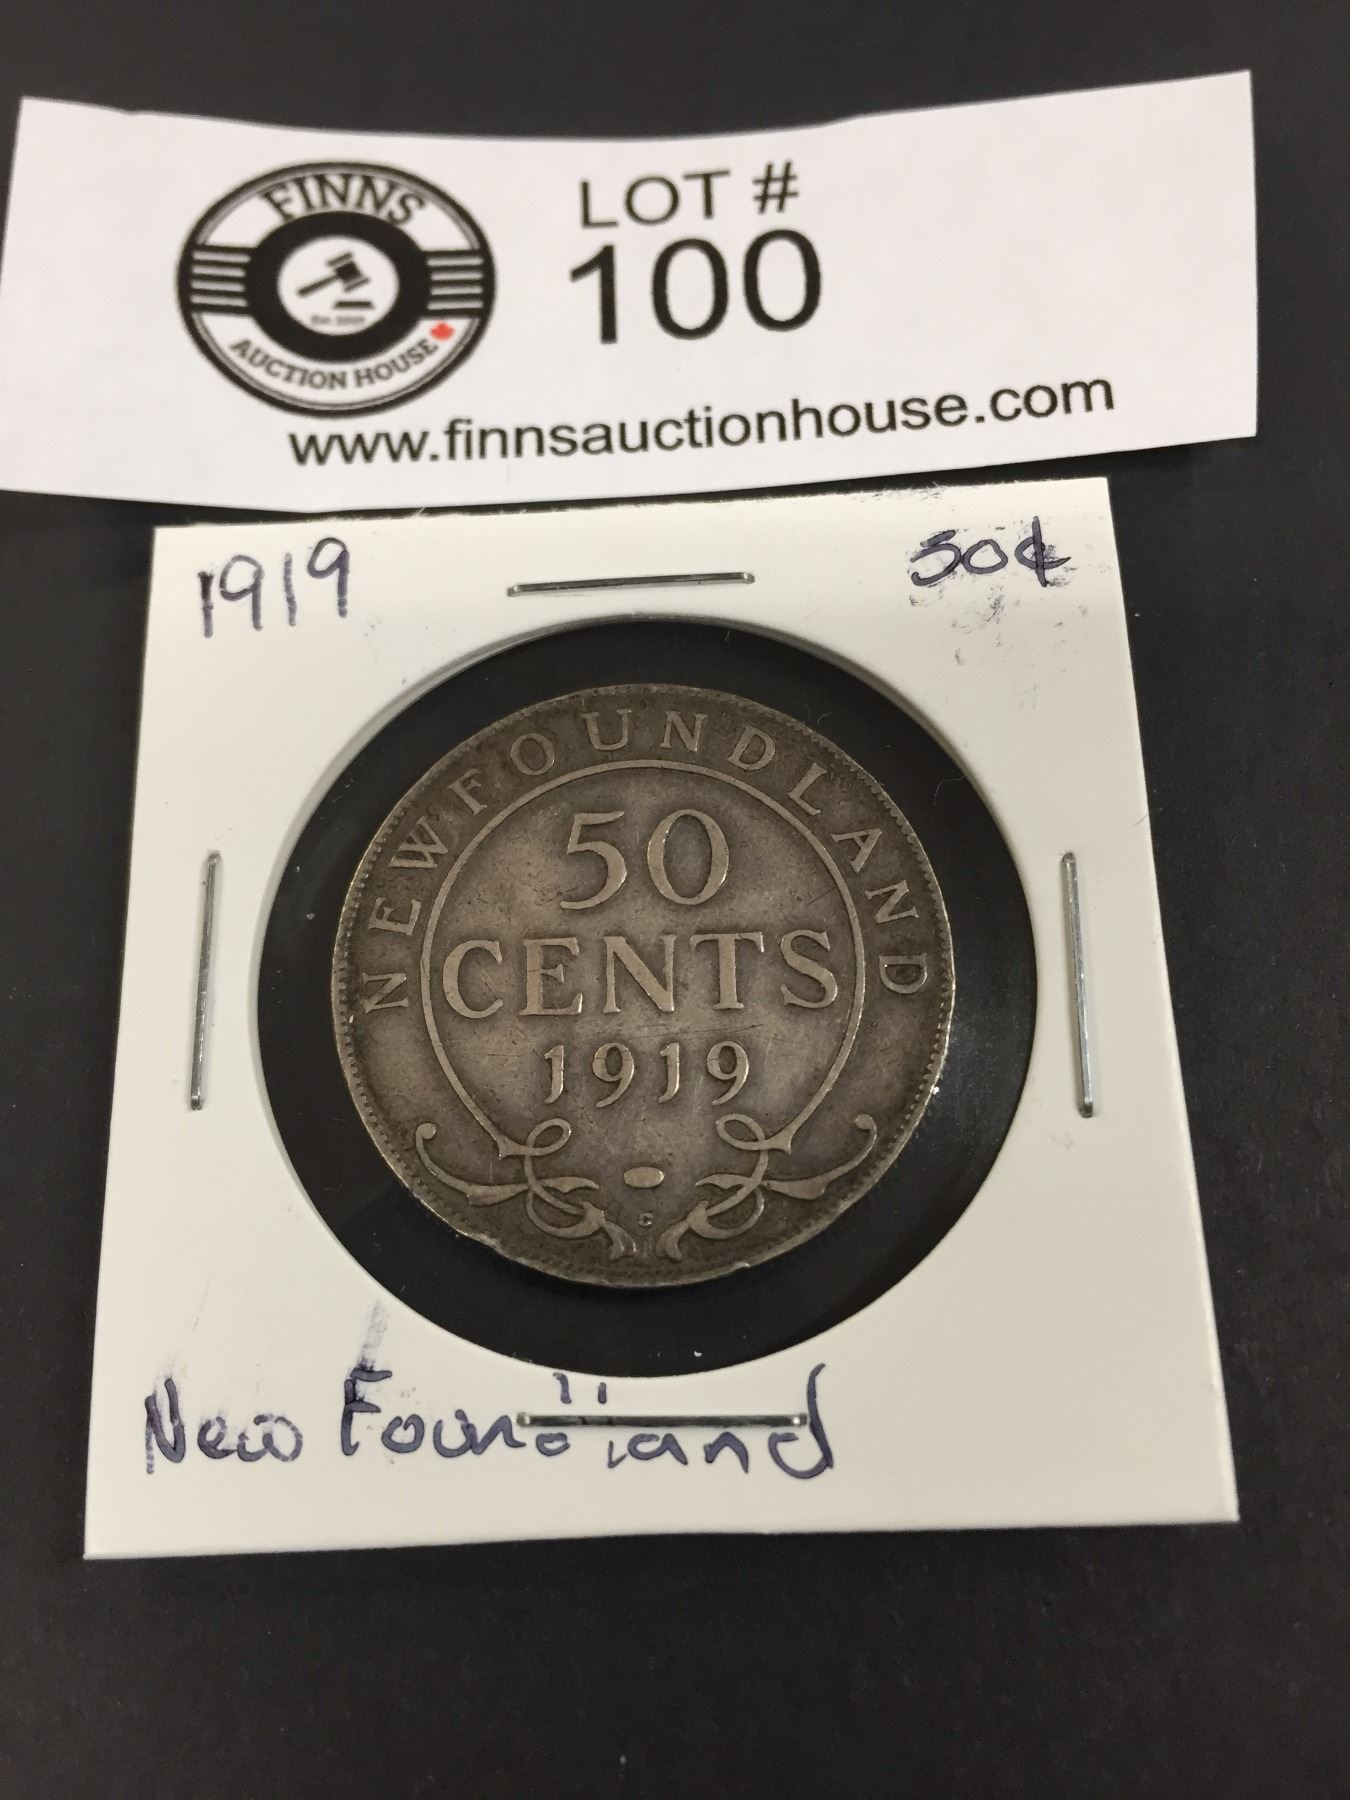 FINNS
AUCTION HOUSE
LOT #
100
www.finnsauctionhouse.com
1919
50¢
NEWFOUNDLAND
50
CENTS
1919
C
New Foundland